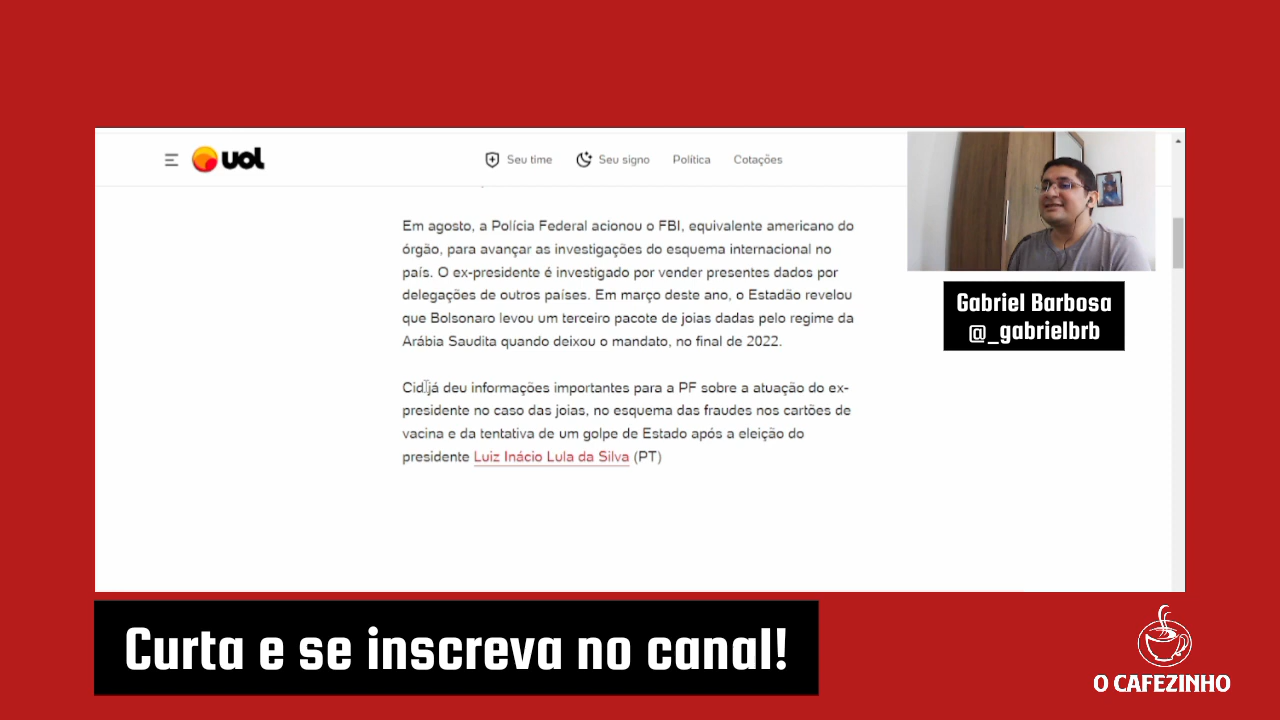 uol
Seu time
Seu signo
Política
Cotações
Em agosto, a Polícia Federal acionou o FBI, equivalente americano do
órgão, para avançar as investigações do esquema internacional no
país. O ex-presidente é investigado por vender presentes dados por
delegações de outros países. Em março deste ano, o Estadão revelou
que Bolsonaro levou um terceiro pacote de joias dadas pelo regime da
Arábia Saudita quando deixou o mandato, no final de 2022.
Cid já deu informações importantes para a PF sobre a atuação do ex-
presidente no caso das joias, no esquema das fraudes nos cartões de
vacina e da tentativa de um golpe de Estado após a eleição do
presidente Luiz Inácio Lula da Silva (PT)
Gabriel Barbosa
@_gabrielbrb
Curta e se inscreva no canal!
O CAFEZINHO